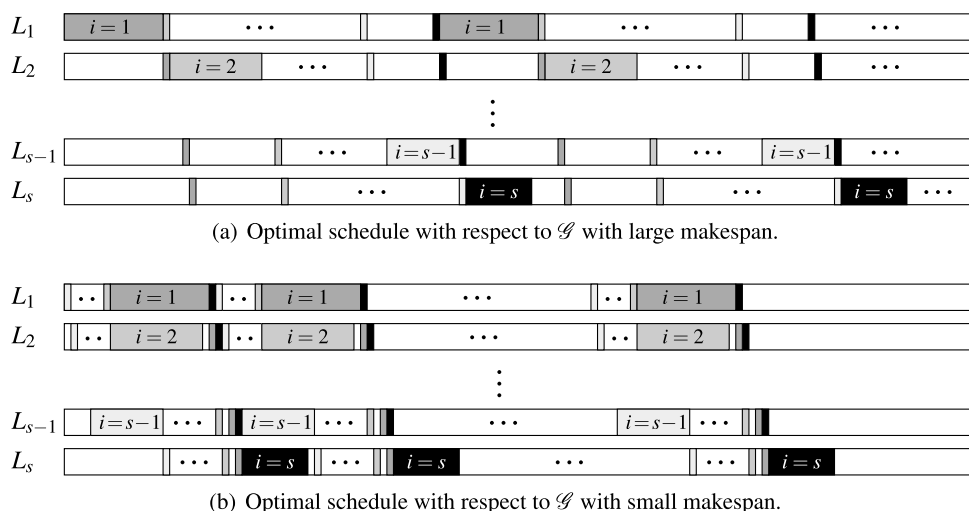 L₁ i = 1 ··· i = 1 ···
L₂ i = 2 ··· i = 2 ···
⋮
Lₛ₋₁ ··· i = s−1 ··· i = s−1 ···
Lₛ ··· i = s ··· i = s ···
(a) Optimal schedule with respect to 𝒢 with large makespan.
L₁ ·· i = 1 ·· i = 1 ··· ·· i = 1
L₂ ·· i = 2 ·· i = 2 ··· ·· i = 2
⋮
Lₛ₋₁ i = s−1 ··· i = s−1 ··· ··· i = s−1 ···
Lₛ ··· i = s ··· i = s ··· ··· i = s
(b) Optimal schedule with respect to 𝒢 with small makespan.